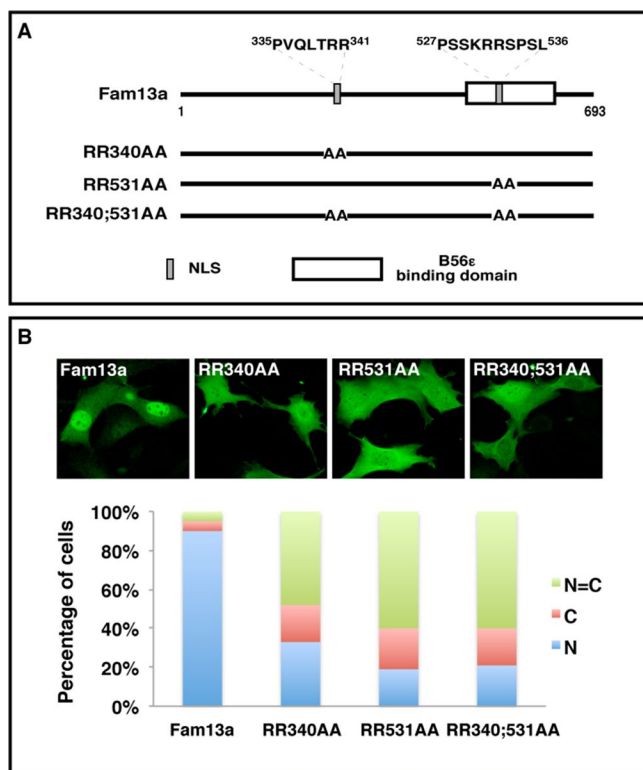 A
³³⁵PVQLTRR³⁴¹ ⁵²⁷PSSKRRSPSL⁵³⁶
Fam13a
1 693
RR340AA AA
RR531AA AA
RR340;531AA AA AA
NLS
B56ε
binding domain
B
Fam13a RR340AA RR531AA RR340;531AA
Percentage of cells
100%
80%
60%
40%
20%
0%
Fam13a RR340AA RR531AA RR340;531AA
N=C
C
N